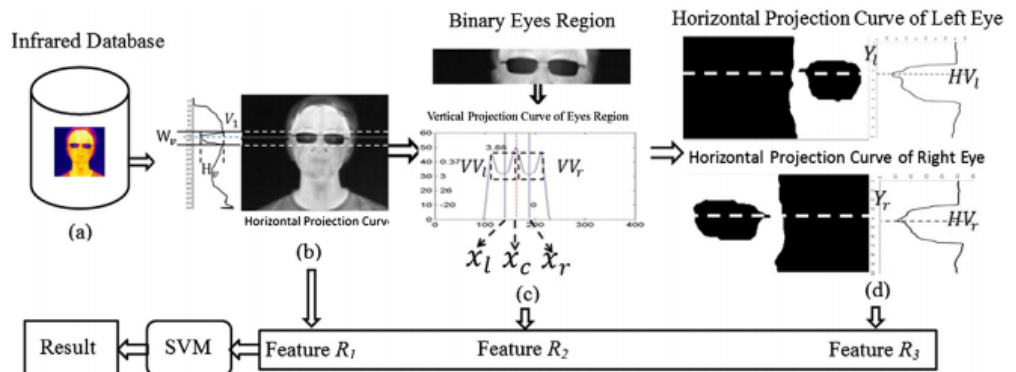 Infrared Database
(a)
W_v
V_1
H_v
Horizontal Projection Curve
(b)
Binary Eyes Region
Vertical Projection Curve of Eyes Region
60
50
40
30
20
10
0
3.88
0.37
3
26
-20
0
VV_l
VV_r
0
100
200
300
400
x_l x_c x_r
(c)
Horizontal Projection Curve of Left Eye
Y_l
HV_l
Horizontal Projection Curve of Right Eye
Y_r
HV_r
(d)
Result
SVM
Feature R_1
Feature R_2
Feature R_3